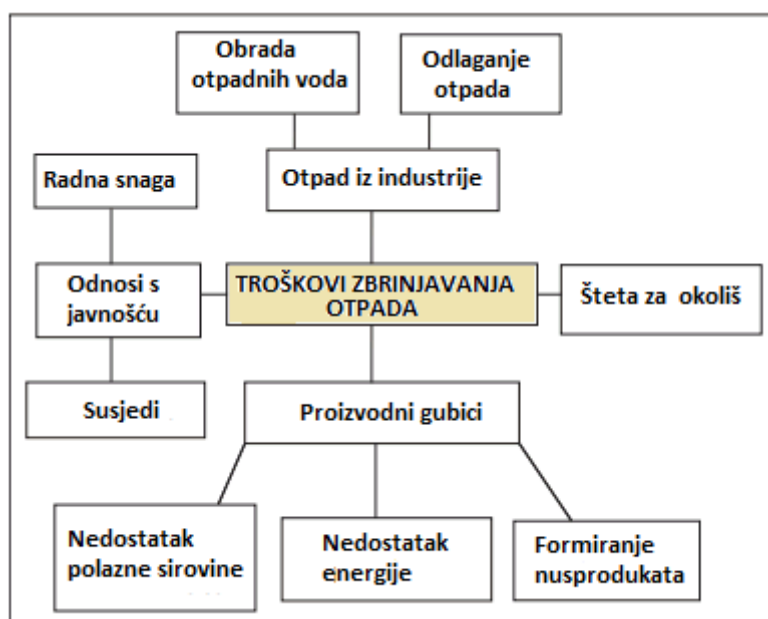 Obrada
otpadnih voda
Odlaganje
otpada
Radna snaga
Otpad iz industrije
Odnosi s
javnošću
TROŠKOVI ZBRINJAVANJA
OTPADA
Šteta za okoliš
Susjedi
Proizvodni gubici
Nedostatak
polazne sirovine
Nedostatak
energije
Formiranje
nusprodukata